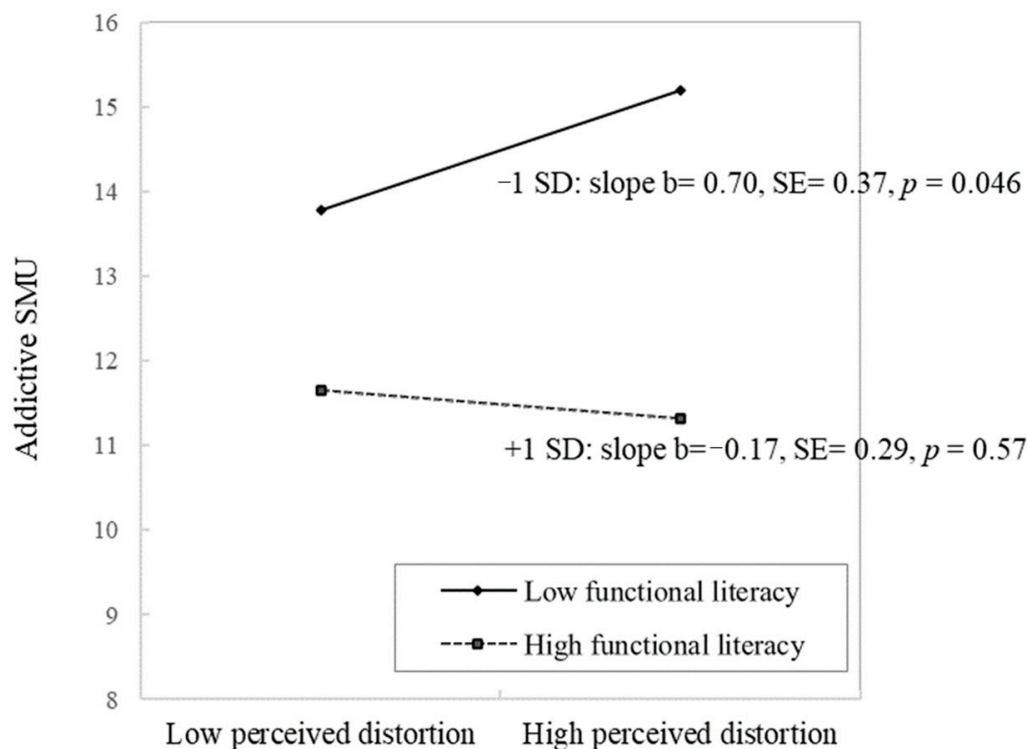 16
15
14
13
12
11
10
9
8
Addictive SMU
−1 SD: slope b= 0.70, SE= 0.37, p = 0.046
+1 SD: slope b=−0.17, SE= 0.29, p = 0.57
Low functional literacy
High functional literacy
Low perceived distortion
High perceived distortion